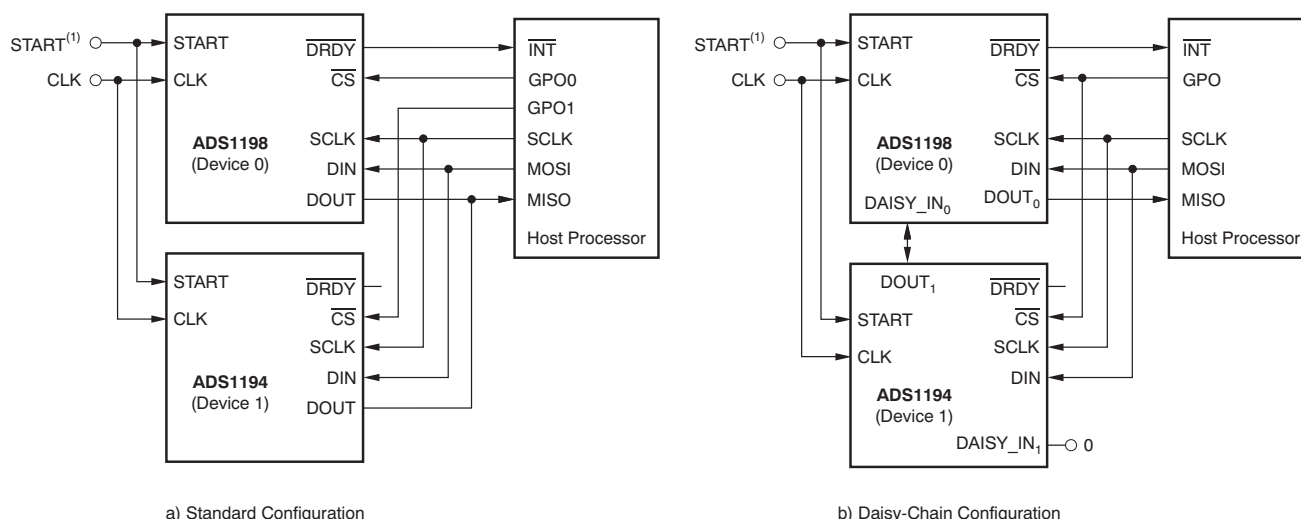 START(1)
CLK
START
CLK
ADS1198
(Device 0)
DRDY
CS
SCLK
DIN
DOUT
INT
GPO0
GPO1
SCLK
MOSI
MISO
Host Processor
START
CLK
ADS1194
(Device 1)
DRDY
CS
SCLK
DIN
DOUT
a) Standard Configuration
START(1)
CLK
START
CLK
ADS1198
(Device 0)
DRDY
CS
SCLK
DIN
DOUT0
DAISY_IN0
INT
GPO
SCLK
MOSI
MISO
Host Processor
DOUT1
START
CLK
ADS1194
(Device 1)
DRDY
CS
SCLK
DIN
DAISY_IN1
0
b) Daisy-Chain Configuration